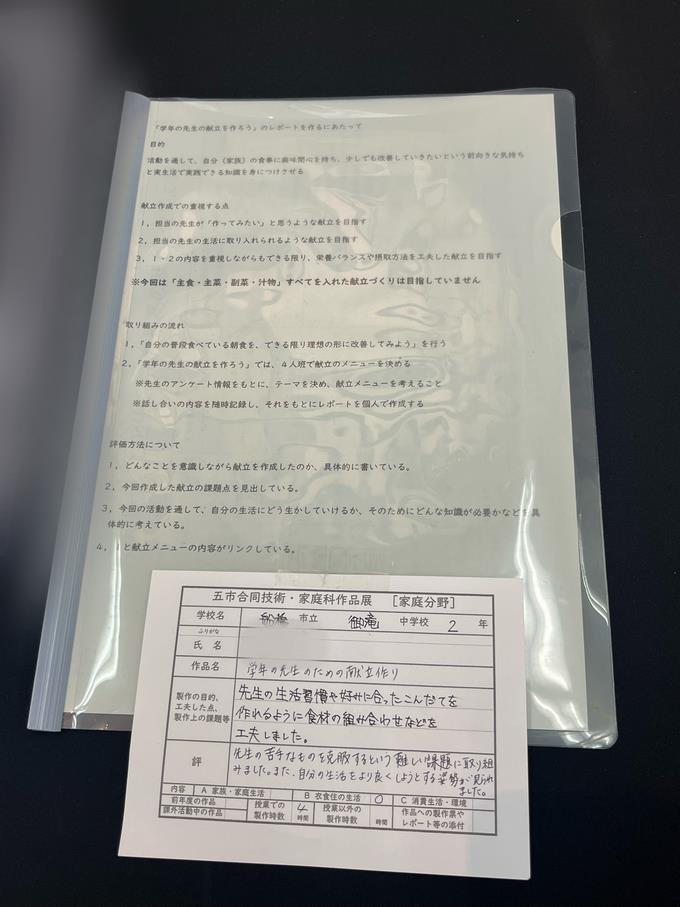 「学年の先生の献立を作ろう」のレポートを作るにあたって
目的
活動を通して、自分（家族）の食事に興味関心を持ち、少しでも改善していきたいという前向きな気持ち
と実生活で実践できる知識を身につけさせる
献立作成での重視する点
１，担当の先生が「作ってみたい」と思うような献立を目指す
２，担当の先生の生活に取り入れられるような献立を目指す
３，１・２の内容を重視しながらもできる限り、栄養バランスや摂取方法を工夫した献立を目指す
※今回は「主食・主菜・副菜・汁物」すべてを入れた献立づくりは目指していません
取り組みの流れ
１，「自分の普段食べている朝食を、できる限り理想の形に改善してみよう」を行う
２，「学年の先生の献立を作ろう」では、４人班で献立のメニューを決める
※先生のアンケート情報をもとに、テーマを決め、献立メニューを考えること
※話し合いの内容を随時記録し、それをもとにレポートを個人で作成する
評価方法について
１，どんなことを意識しながら献立を作成したのか、具体的に書いている。
２，今回作成した献立の課題点を見出している。
３，今回の活動を通して、自分の生活にどう生かしていけるか、そのためにどんな知識が必要かなどを具
体的に考えている。
４，１と献立メニューの内容がリンクしている。
五市合同技術・家庭科作品展 ［家庭分野］
学校名 船橋 市立 御滝 中学校 2 年
ふりがな
氏 名
作品名 学年の先生のための献立作り
製作の目的、
工夫した点、
製作上の課題等
先生の生活習慣や好みに合ったこんだてを
作れるように食材の組み合わせなどを
工夫しました。
評
先生の苦手なものを克服するという難しい課題に取り組
みました。また、自分の生活をより良くしようとする姿勢が見られ
ました。
内容 A 家族・家庭生活 B 衣食住の生活 ○ C 消費生活・環境
前年度の作品
課外活動中の作品
授業での
製作時数
4 時間
授業以外の
製作時数
時間
作品への製作業や
レポート等の添付